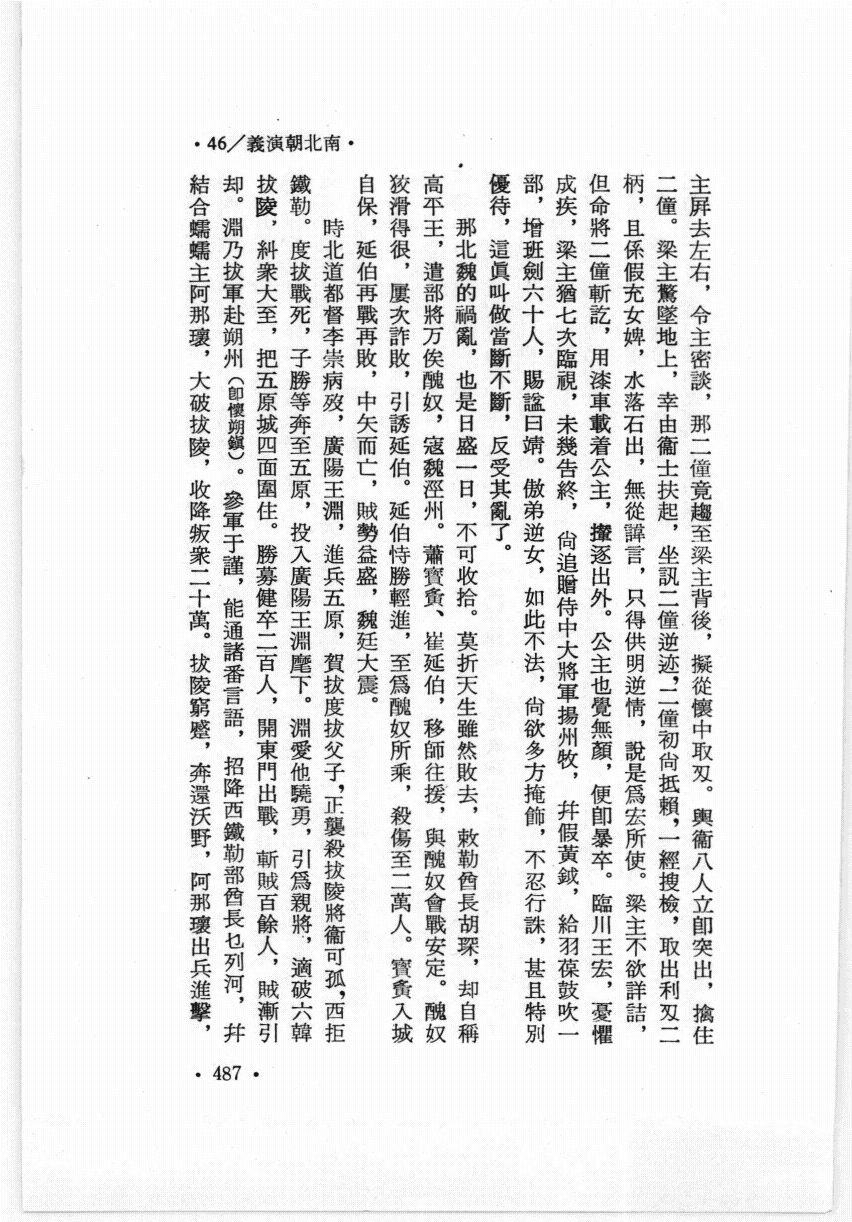 •46／義演朝北南•
主屛去左右，令主密談，那二僮竟趨至梁主背後，擬從懷中取刄。輿衞八人立卽突出，擒住
二僮。梁主驚墜地上，幸由衞士扶起，坐訊二僮逆迹，二僮初尙抵賴，一經搜檢，取出利刄二
柄，且係假充女婢，水落石出，無從諱言，只得供明逆情，說是爲宏所使。梁主不欲詳詰，
但命將二僮斬訖，用漆車載着公主，攆逐出外。公主也覺無顏，便卽暴卒。臨川王宏，憂懼
成疾，梁主猶七次臨視，未幾告終，尙追贈侍中大將軍揚州牧，幷假黃鉞，給羽葆鼓吹一
部，增班劍六十人，賜諡曰靖。傲弟逆女，如此不法，尙欲多方掩飾，不忍行誅，甚且特別
優待，這眞叫做當斷不斷，反受其亂了。
那北魏的禍亂，也是日盛一日，不可收拾。莫折天生雖然敗去，敕勒酋長胡琛，却自稱
高平王，遣部將万俟醜奴，寇魏涇州。蕭寶夤、崔延伯，移師往援，與醜奴會戰安定。醜奴
狡滑得很，屢次詐敗，引誘延伯。延伯恃勝輕進，至爲醜奴所乘，殺傷至二萬人。寶夤入城
自保，延伯再戰再敗，中矢而亡，賊勢益盛，魏廷大震。
時北道都督李崇病歿，廣陽王淵，進兵五原，賀拔度拔父子，正襲殺拔陵將衞可孤，西拒
鐵勒。度拔戰死，子勝等奔至五原，投入廣陽王淵麾下。淵愛他驍勇，引爲親將，適破六韓
拔陵，糾衆大至，把五原城四面圍住。勝募健卒二百人，開東門出戰，斬賊百餘人，賊漸引
却。淵乃拔軍赴朔州（卽懷朔鎭）。參軍于謹，能通諸番言語，招降西鐵勒部酋長乜列河，幷
結合蠕蠕主阿那瓌，大破拔陵，收降叛衆二十萬。拔陵窮蹙，奔還沃野，阿那瓌出兵進擊，
•487•